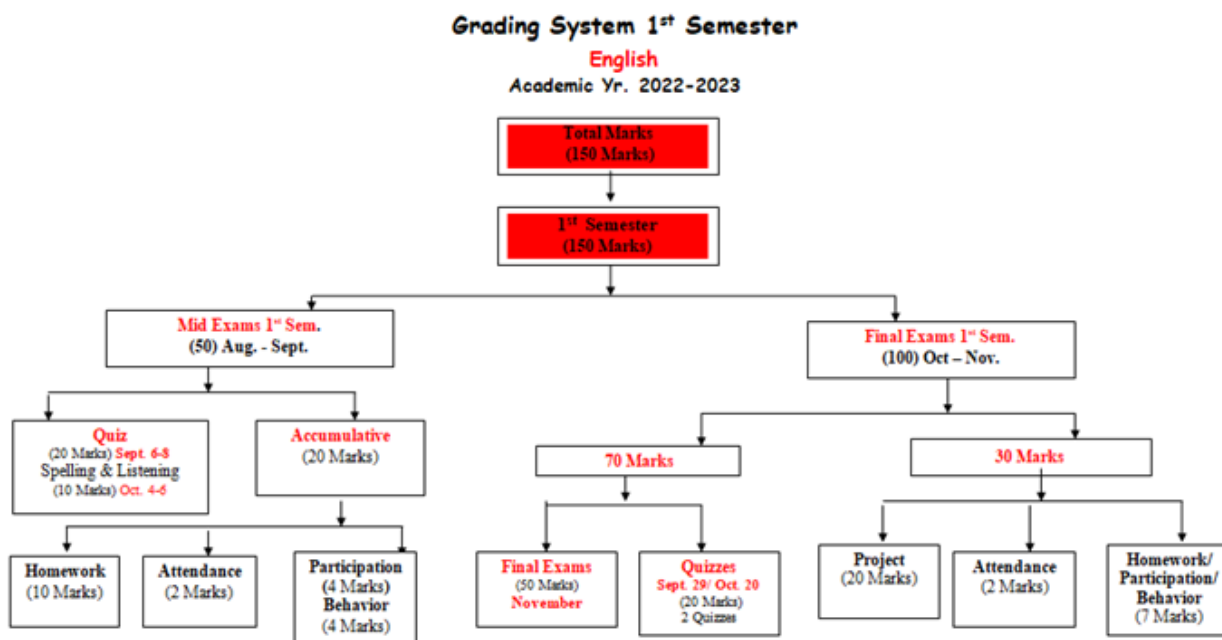 Grading System 1st Semester
English
Academic Yr. 2022-2023
Total Marks
(150 Marks)
1st Semester
(150 Marks)
Mid Exams 1st Sem.
(50) Aug. - Sept.
Final Exams 1st Sem.
(100) Oct – Nov.
Quiz
(20 Marks) Sept. 6-8
Spelling & Listening
(10 Marks) Oct. 4-6
Accumulative
(20 Marks)
70 Marks
30 Marks
Homework
(10 Marks)
Attendance
(2 Marks)
Participation
(4 Marks)
Behavior
(4 Marks)
Final Exams
(50 Marks)
November
Quizzes
Sept. 29/ Oct. 20
(20 Marks)
2 Quizzes
Project
(20 Marks)
Attendance
(2 Marks)
Homework/
Participation/
Behavior
(7 Marks)